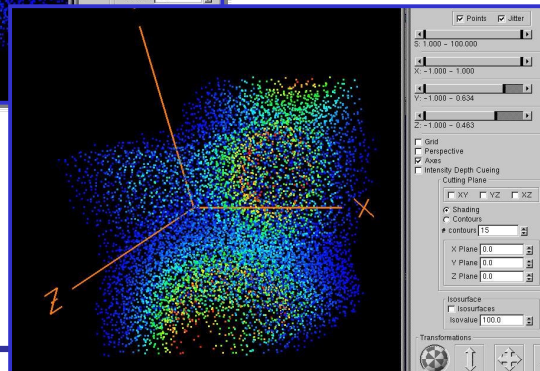 Points Jitter
S: 1.000 - 100.000
X: -1.000 - 1.000
Y: -1.000 - 0.634
Z: -1.000 - 0.463
Grid
Perspective
Axes
Intensity Depth Cueing
Cutting Plane
XY YZ XZ
Shading
Contours
# contours 15
X Plane 0.0
Y Plane 0.0
Z Plane 0.0
Isosurface
Isosurfaces
Isovalue 100.0
Transformations
X
Z